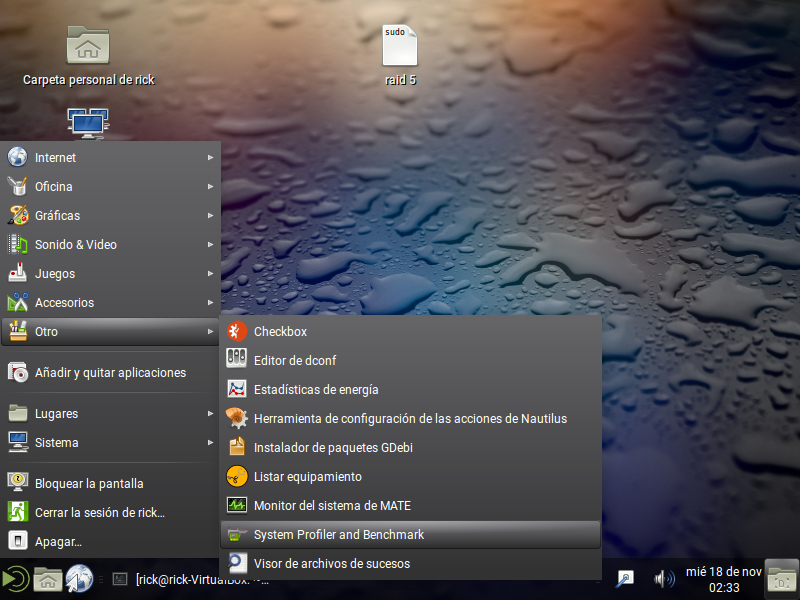 sudo
Carpeta personal de rick
raid 5
Internet
Oficina
Gráficas
Sonido & Video
Juegos
Accesorios
Otro
Añadir y quitar aplicaciones
Lugares
Sistema
Bloquear la pantalla
Cerrar la sesión de rick...
Apagar...
Checkbox
Editor de dconf
Estadísticas de energía
Herramienta de configuración de las acciones de Nautilus
Instalador de paquetes GDebi
Listar equipamiento
Monitor del sistema de MATE
System Profiler and Benchmark
Visor de archivos de sucesos
[rick@rick-VirtualBox: ~...
mié 18 de nov
02:33